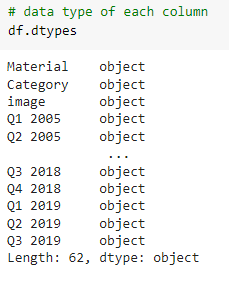 # data type of each column
df.dtypes
Material object
Category object
image object
Q1 2005 object
Q2 2005 object
...
Q3 2018 object
Q4 2018 object
Q1 2019 object
Q2 2019 object
Q3 2019 object
Length: 62, dtype: object